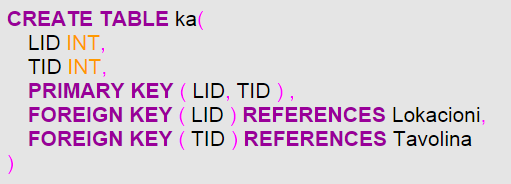 CREATE TABLE ka(
LID INT,
TID INT,
PRIMARY KEY ( LID, TID ) ,
FOREIGN KEY ( LID ) REFERENCES Lokacioni,
FOREIGN KEY ( TID ) REFERENCES Tavolina
)